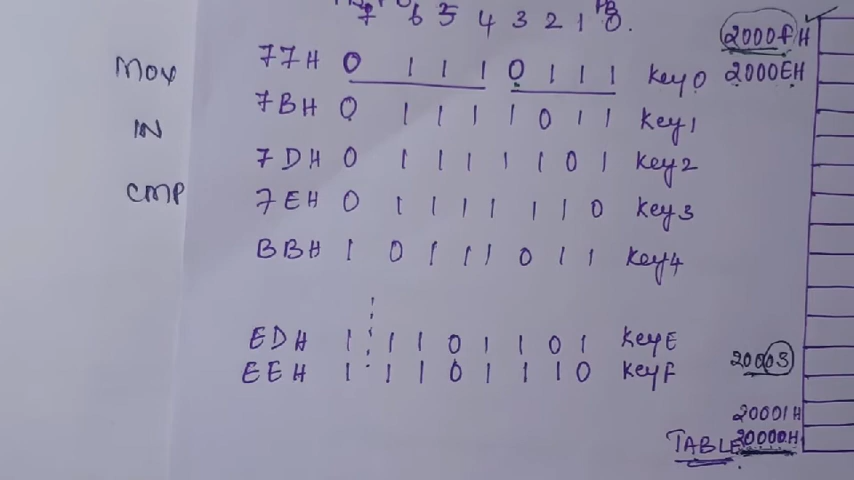 7 6 5 4 3 2 1 0.
2000fH
77H 0 1 1 1 0 1 1 1 Key0 2000EH
MOV
7BH 0 1 1 1 1 0 1 1 Key1
IN
7DH 0 1 1 1 1 1 0 1 Key2
CMP
7EH 0 1 1 1 1 1 1 0 Key3
BBH 1 0 1 1 1 0 1 1 Key4
EDH 1 1 1 0 1 1 0 1 KeyE
20003
EEH 1 1 1 0 1 1 1 0 KeyF
20001H
TABLE 20000H